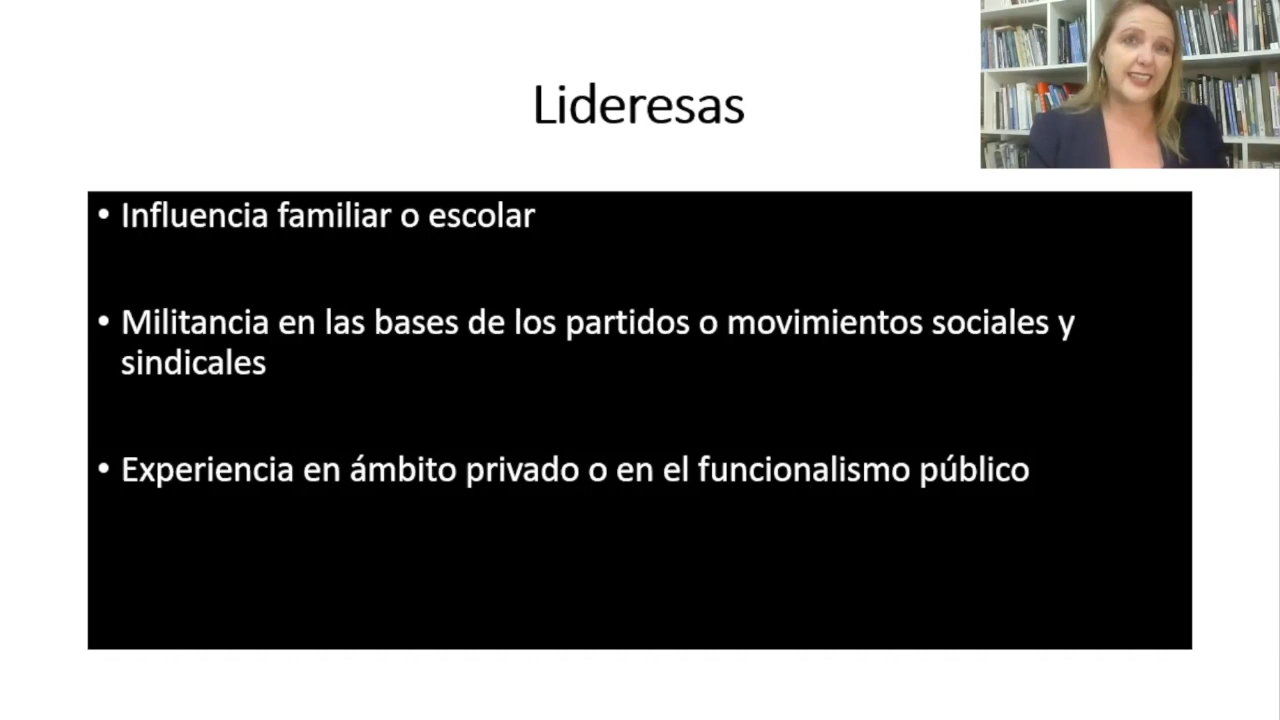 Lideresas
• Influencia familiar o escolar
• Militancia en las bases de los partidos o movimientos sociales y
sindicales
• Experiencia en ámbito privado o en el funcionalismo público